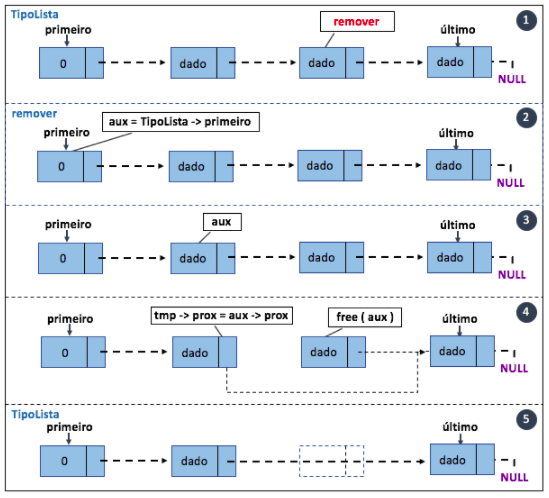 TipoLista
1
remover
primeiro
último
0
dado
dado
dado
NULL
remover
2
aux = TipoLista -> primeiro
primeiro
último
0
dado
dado
dado
NULL
3
aux
primeiro
último
0
dado
dado
dado
NULL
4
tmp -> prox = aux -> prox
free ( aux )
primeiro
último
0
dado
dado
dado
NULL
TipoLista
5
primeiro
último
0
dado
dado
NULL